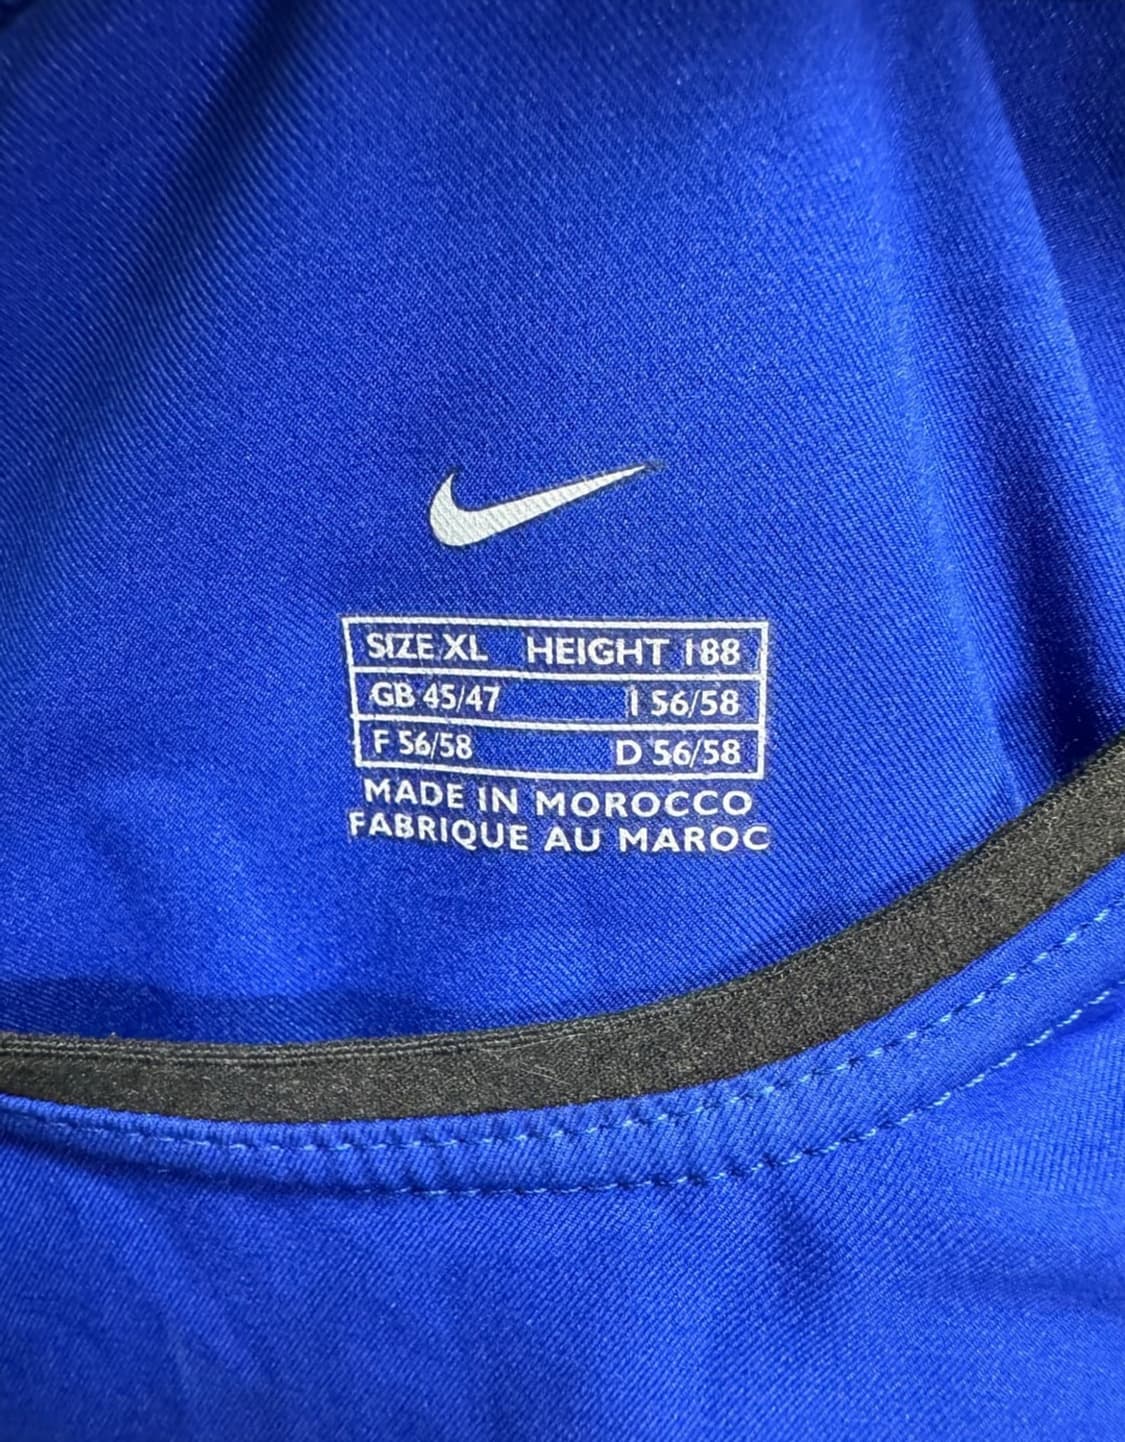 SIZE XL HEIGHT 188
GB 45/47 I 56/58
F 56/58 D 56/58
MADE IN MOROCCO
FABRIQUE AU MAROC